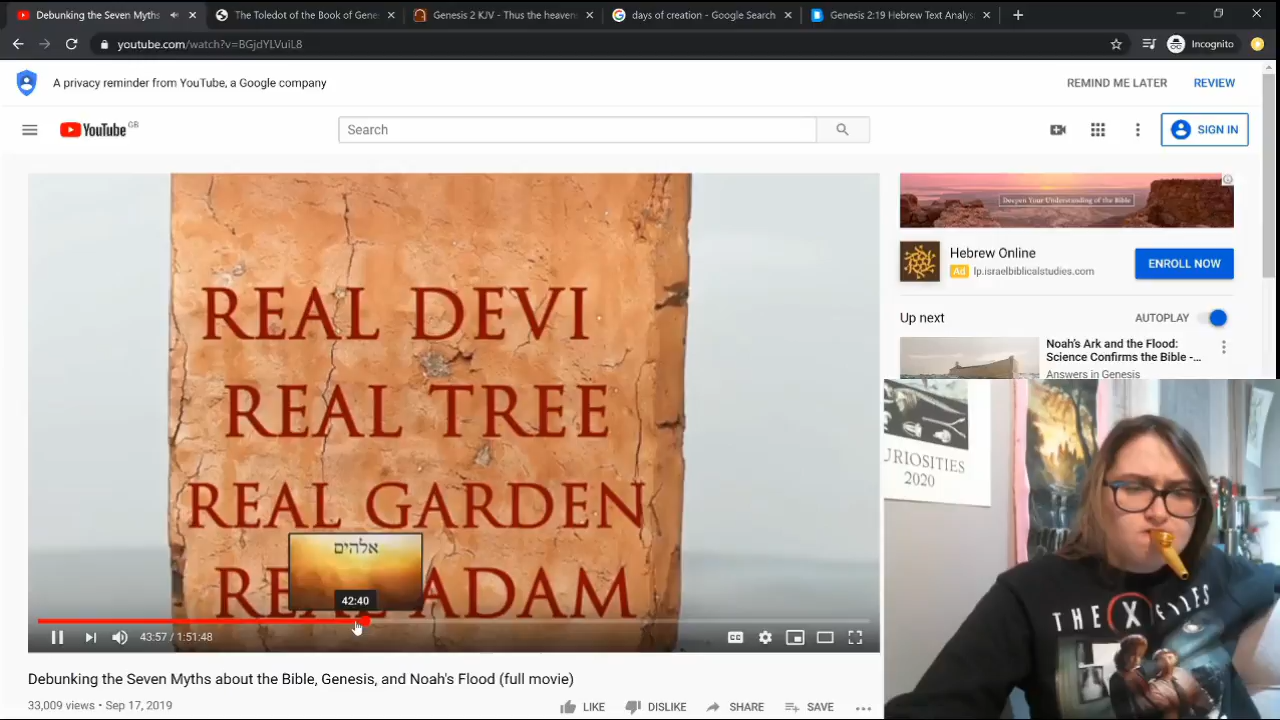 Debunking the Seven Myths
The Toledot of the Book of Gene
Genesis 2 KJV - Thus the heaven
days of creation - Google Search
Genesis 2:19 Hebrew Text Analys
youtube.com/watch?v=BGjdYLVuiL8
Incognito
A privacy reminder from YouTube, a Google company
REMIND ME LATER
REVIEW
YouTube GB
Search
SIGN IN
REAL DEVI
REAL TREE
REAL GARDEN
אלהים
ADAM
42:40
43:57 / 1:51:48
CC
Debunking the Seven Myths about the Bible, Genesis, and Noah's Flood (full movie)
33,009 views • Sep 17, 2019
LIKE
DISLIKE
SHARE
SAVE
Deepen Your Understanding of the Bible
Hebrew Online
Ad lp.israelbiblicalstudies.com
ENROLL NOW
Up next
AUTOPLAY
Noah's Ark and the Flood:
Science Confirms the Bible -...
Answers in Genesis
URIOSITIES
2020
THE X FILES